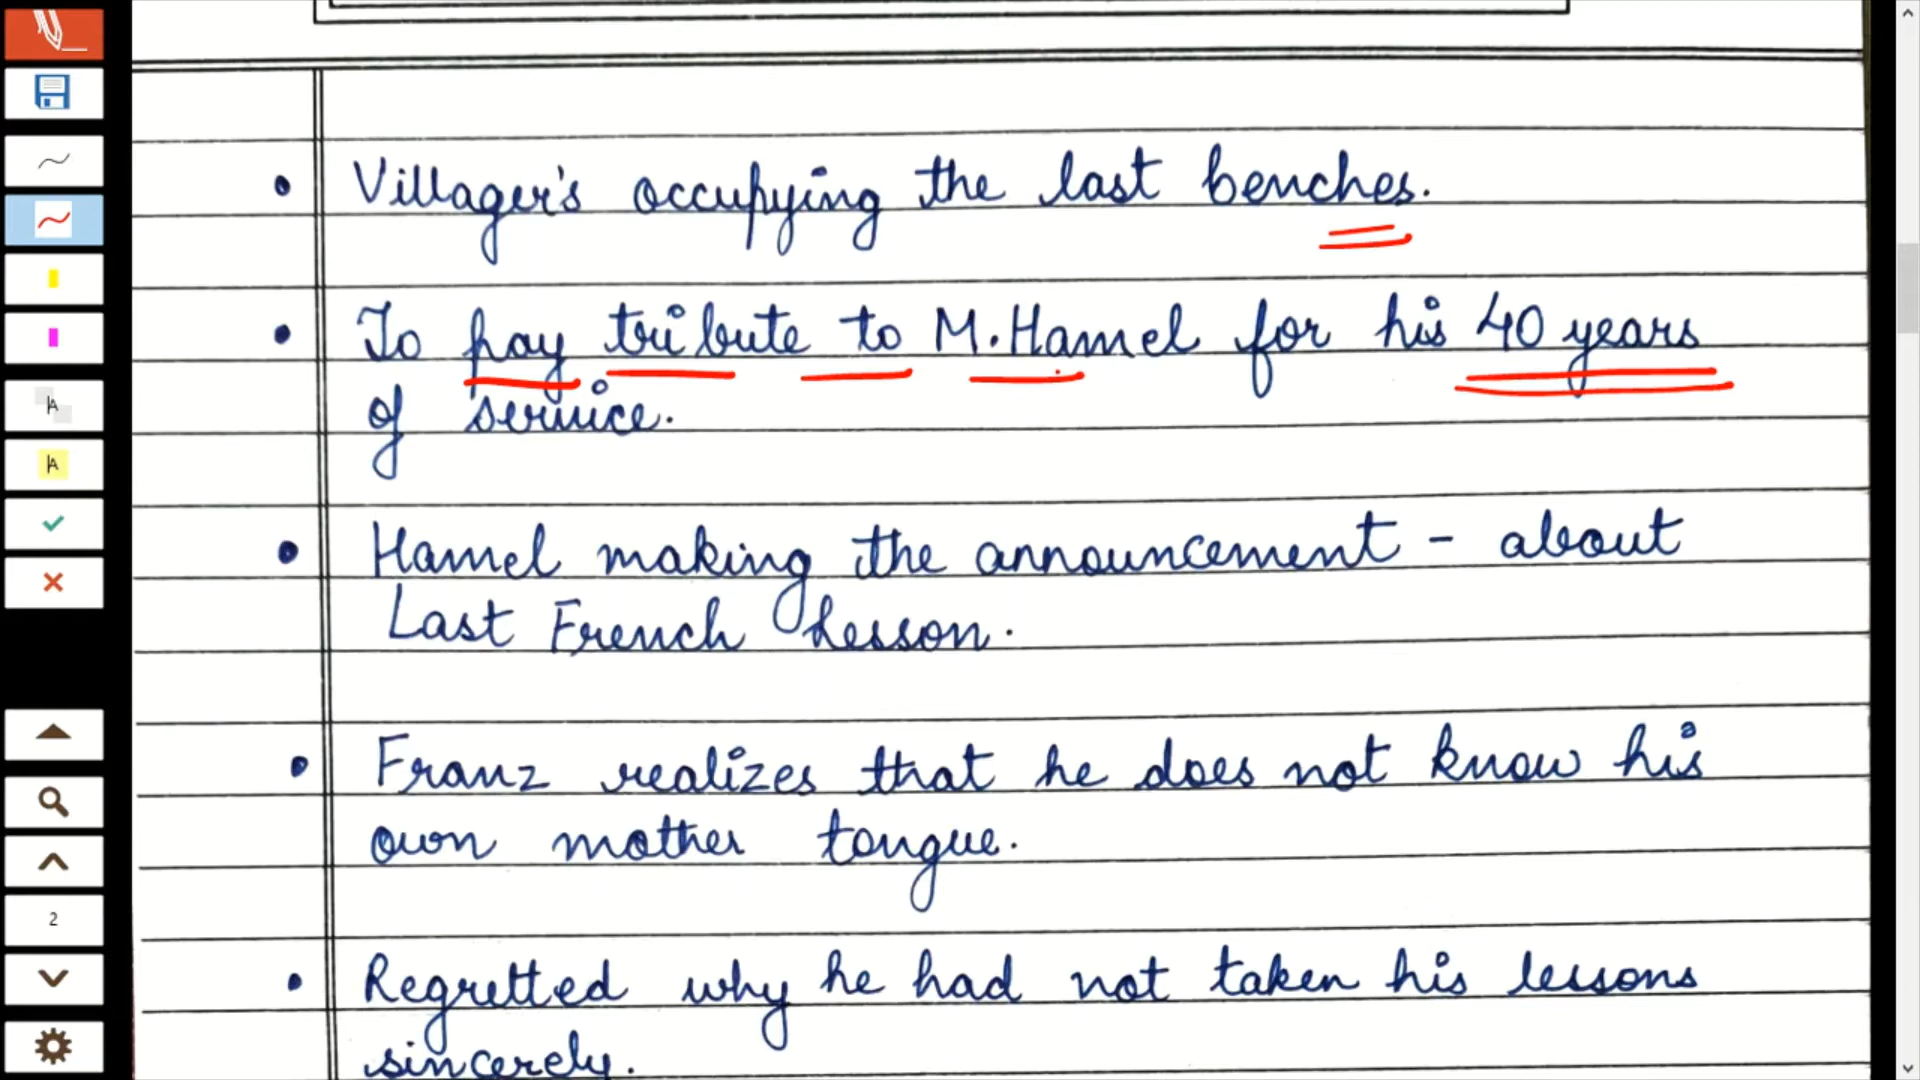 • Villager's occupying the last benches.
• To pay tribute to M.Hamel for his 40 years
of service.
• Hamel making the announcement - about
Last French Lesson.
• Franz realizes that he does not know his
own mother tongue.
• Regretted why he had not taken his lessons
sincerely.
A
A
2